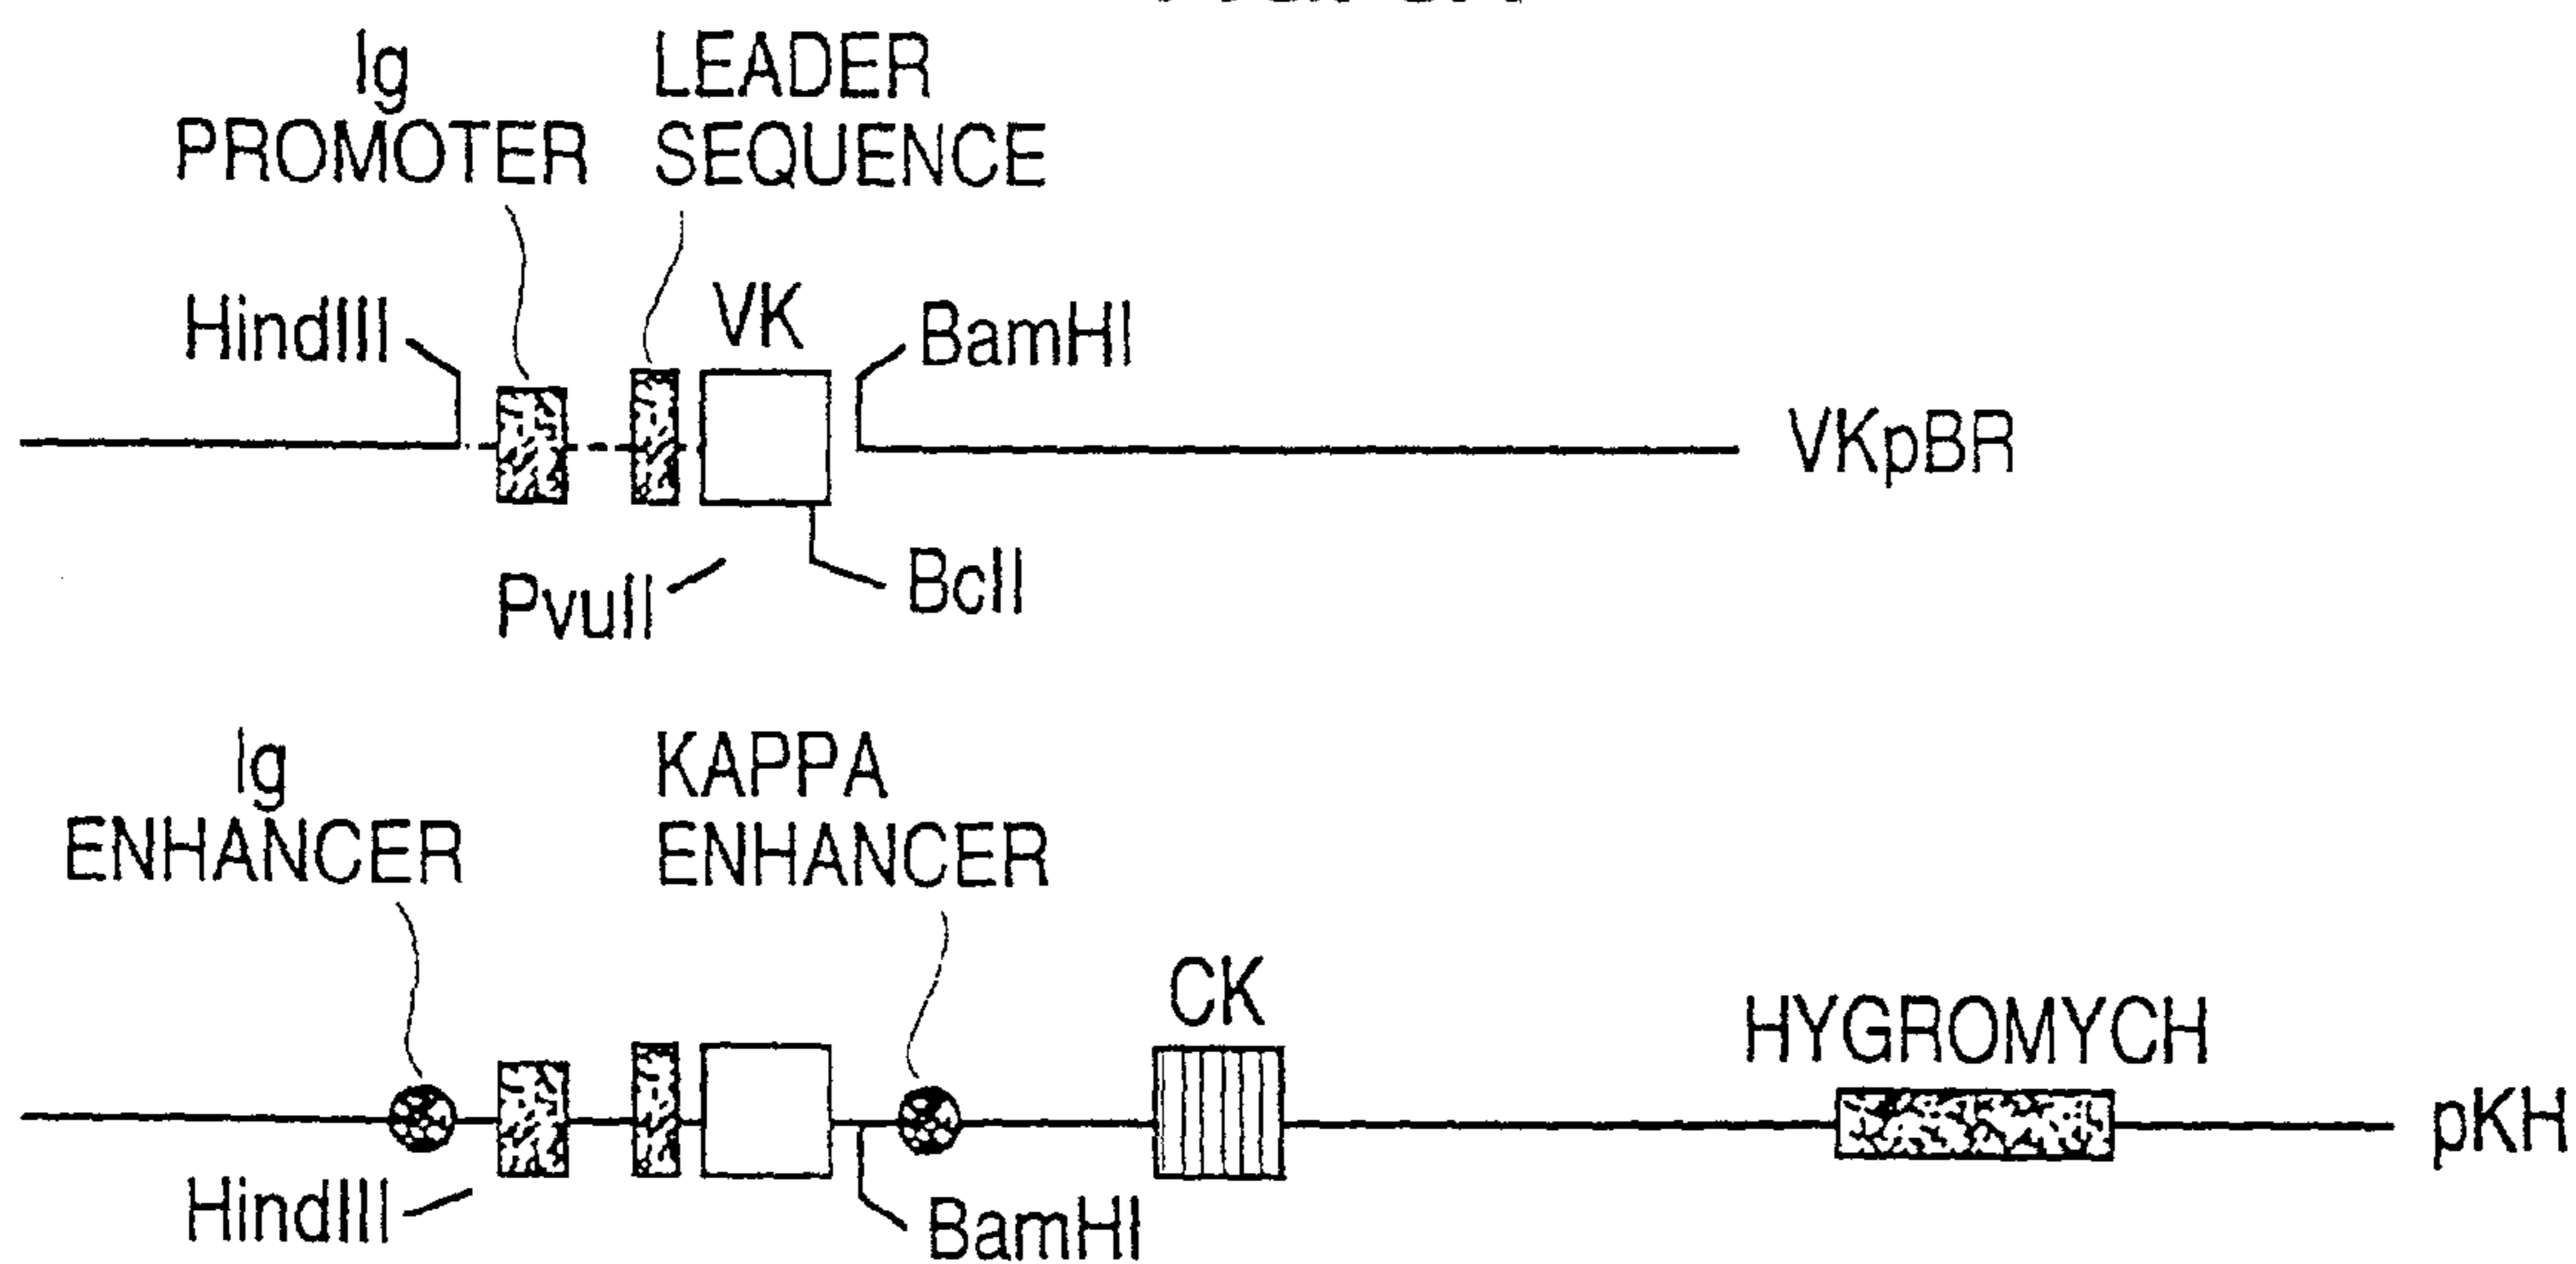 Ig
PROMOTER
LEADER
SEQUENCE
HindIII
VK
BamHI
VKpBR
PvuII
BclI
Ig
ENHANCER
KAPPA
ENHANCER
CK
HYGROMYCH
pKH
HindIII
BamHI